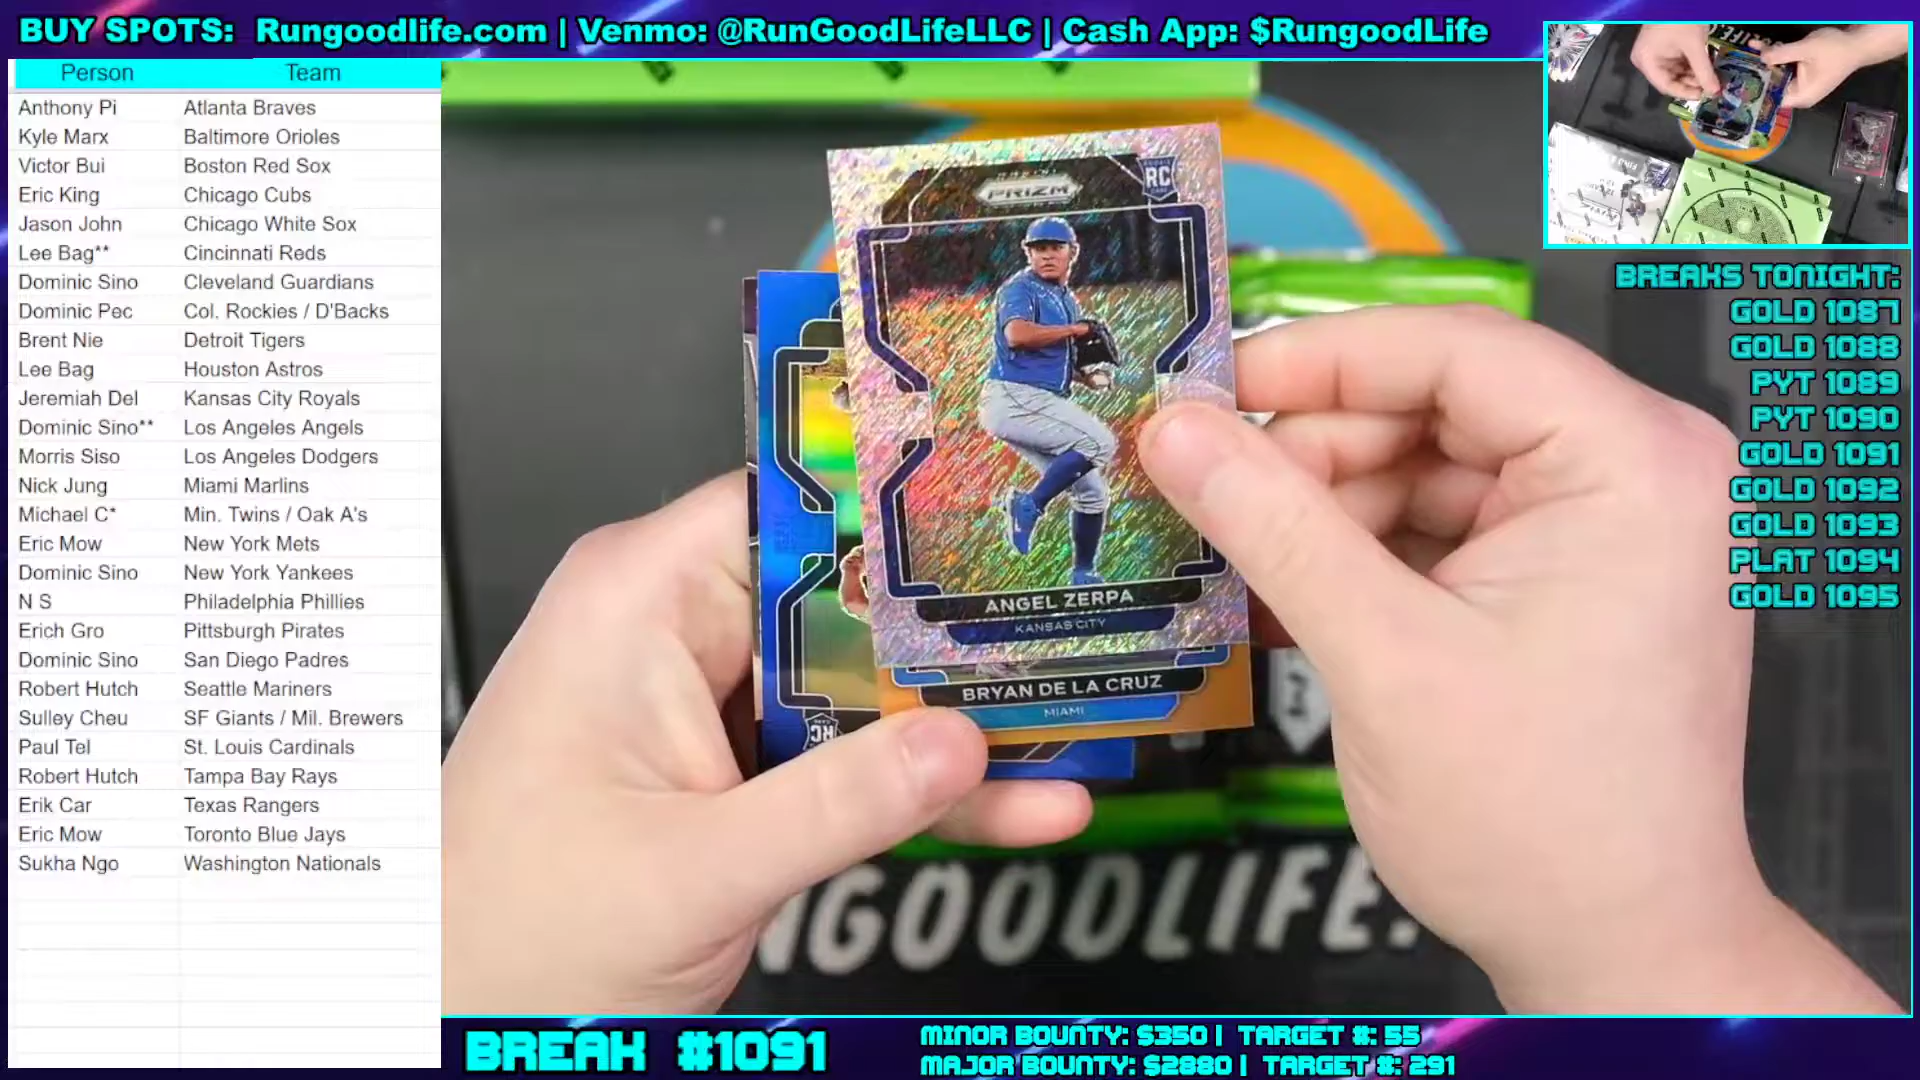 BUY SPOTS: Rungoodlife.com | Venmo: @RunGoodLifeLLC | Cash App: $RungoodLife
Person Team
Anthony Pi Atlanta Braves
Kyle Marx Baltimore Orioles
Victor Bui Boston Red Sox
Eric King Chicago Cubs
Jason John Chicago White Sox
Lee Bag** Cincinnati Reds
Dominic Sino Cleveland Guardians
Dominic Pec Col. Rockies / D'Backs
Brent Nie Detroit Tigers
Lee Bag Houston Astros
Jeremiah Del Kansas City Royals
Dominic Sino** Los Angeles Angels
Morris Siso Los Angeles Dodgers
Nick Jung Miami Marlins
Michael C* Min. Twins / Oak A's
Eric Mow New York Mets
Dominic Sino New York Yankees
N S Philadelphia Phillies
Erich Gro Pittsburgh Pirates
Dominic Sino San Diego Padres
Robert Hutch Seattle Mariners
Sulley Cheu SF Giants / Mil. Brewers
Paul Tel St. Louis Cardinals
Robert Hutch Tampa Bay Rays
Erik Car Texas Rangers
Eric Mow Toronto Blue Jays
Sukha Ngo Washington Nationals
PRIZM
RC
ANGEL ZERPA
KANSAS CITY
BRYAN DE LA CRUZ
MIAMI
RC
NGOODLIFE.
BREAKS TONIGHT:
GOLD 1087
GOLD 1088
PYT 1089
PYT 1090
GOLD 1091
GOLD 1092
GOLD 1093
PLAT 1094
GOLD 1095
BREAK #1091
MINOR BOUNTY: $350 | TARGET #: 55
MAJOR BOUNTY: $2880 | TARGET #: 291